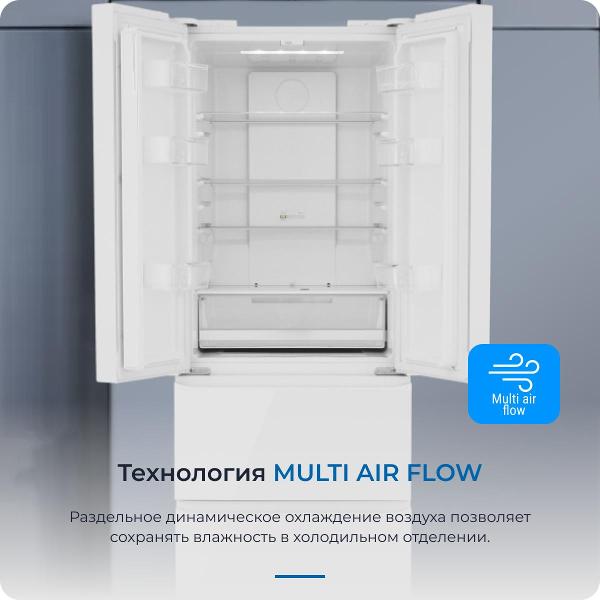 Multi air
flow
Технология MULTI AIR FLOW
Раздельное динамическое охлаждение воздуха позволяет
сохранять влажность в холодильном отделении.